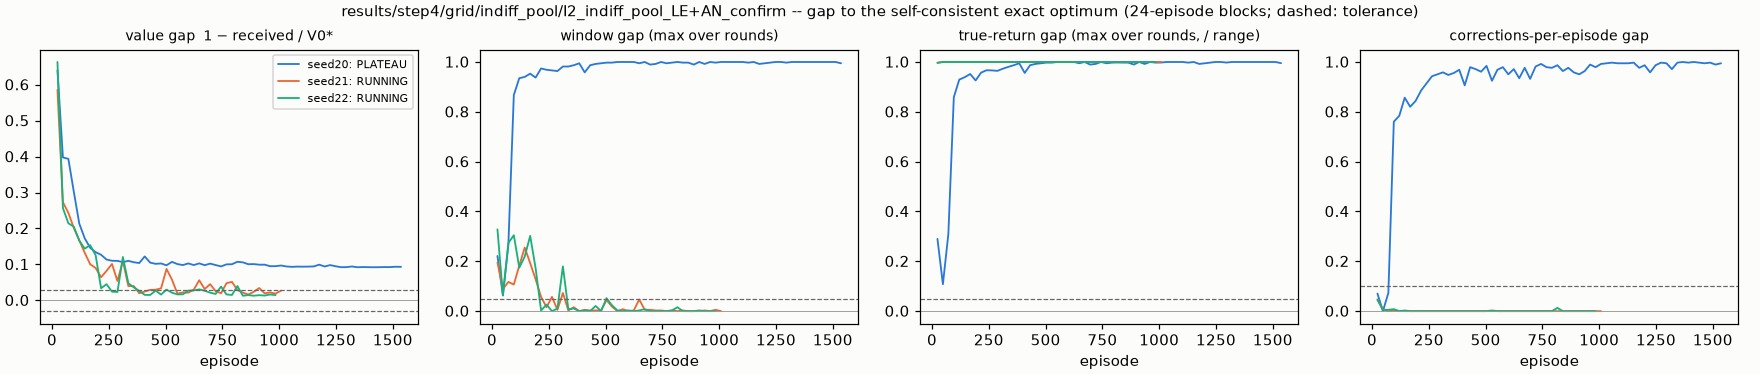 results/step4/grid/indiff_pool/I2_indiff_pool_LE+AN_confirm -- gap to the self-consistent exact optimum (24-episode blocks; dashed: tolerance)
value gap 1 − received / V0*
0.6
0.5
0.4
0.3
0.2
0.1
0.0
seed20: PLATEAU
seed21: RUNNING
seed22: RUNNING
0 250 500 750 1000 1250 1500
episode
window gap (max over rounds)
1.0
0.8
0.6
0.4
0.2
0.0
0 250 500 750 1000 1250 1500
episode
true-return gap (max over rounds, / range)
1.0
0.8
0.6
0.4
0.2
0.0
0 250 500 750 1000 1250 1500
episode
corrections-per-episode gap
1.0
0.8
0.6
0.4
0.2
0.0
0 250 500 750 1000 1250 1500
episode